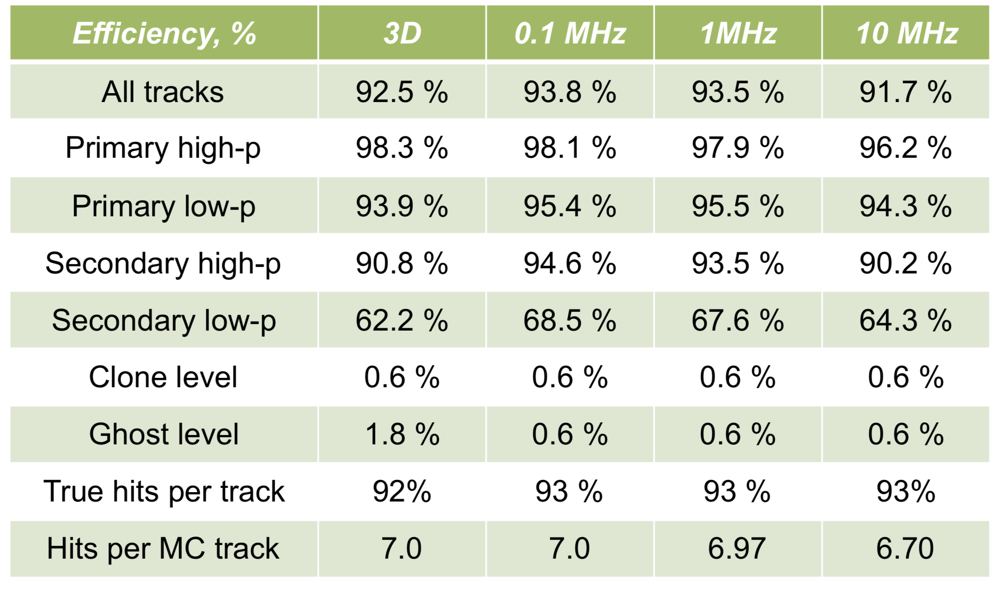 Efficiency, % 3D 0.1 MHz 1MHz 10 MHz
All tracks 92.5 % 93.8 % 93.5 % 91.7 %
Primary high-p 98.3 % 98.1 % 97.9 % 96.2 %
Primary low-p 93.9 % 95.4 % 95.5 % 94.3 %
Secondary high-p 90.8 % 94.6 % 93.5 % 90.2 %
Secondary low-p 62.2 % 68.5 % 67.6 % 64.3 %
Clone level 0.6 % 0.6 % 0.6 % 0.6 %
Ghost level 1.8 % 0.6 % 0.6 % 0.6 %
True hits per track 92% 93 % 93 % 93%
Hits per MC track 7.0 7.0 6.97 6.70